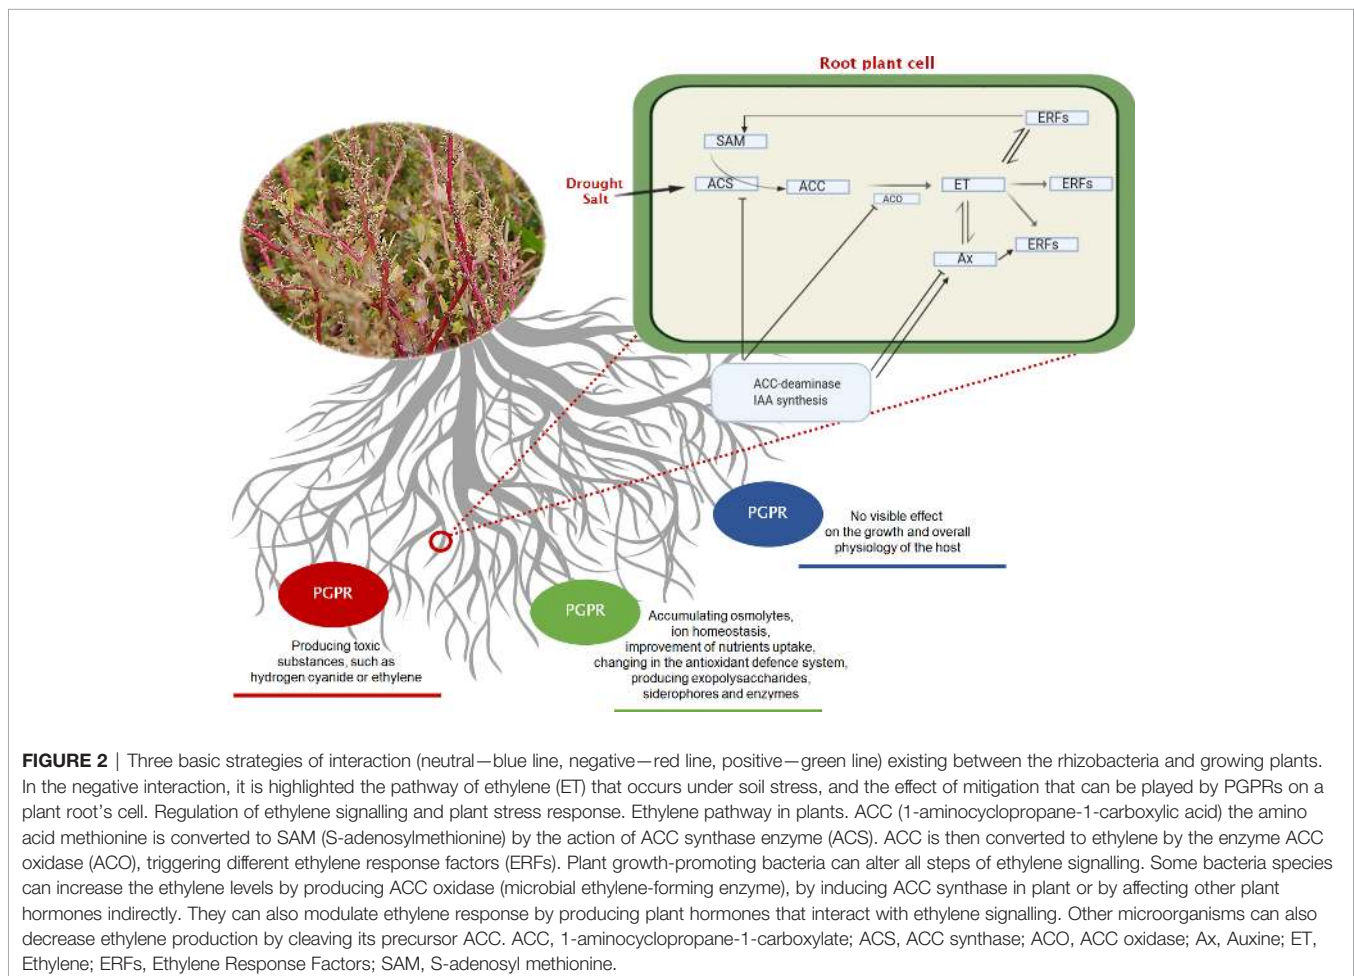 Root plant cell
ERFs
SAM
Drought
Salt
ACS
ACC
ACO
ET
ERFs
ERFs
Ax
ACC-deaminase
IAA synthesis
PGPR
No visible effect
on the growth and overall
physiology of the host
PGPR
Producing toxic
substances, such as
hydrogen cyanide or ethylene
PGPR
Accumulating osmolytes,
ion homeostasis,
improvement of nutrients uptake,
changing in the antioxidant defence system,
producing exopolysaccharides,
siderophores and enzymes
FIGURE 2 | Three basic strategies of interaction (neutral—blue line, negative—red line, positive—green line) existing between the rhizobacteria and growing plants.
In the negative interaction, it is highlighted the pathway of ethylene (ET) that occurs under soil stress, and the effect of mitigation that can be played by PGPRs on a
plant root's cell. Regulation of ethylene signalling and plant stress response. Ethylene pathway in plants. ACC (1-aminocyclopropane-1-carboxylic acid) the amino
acid methionine is converted to SAM (S-adenosylmethionine) by the action of ACC synthase enzyme (ACS). ACC is then converted to ethylene by the enzyme ACC
oxidase (ACO), triggering different ethylene response factors (ERFs). Plant growth-promoting bacteria can alter all steps of ethylene signalling. Some bacteria species
can increase the ethylene levels by producing ACC oxidase (microbial ethylene-forming enzyme), by inducing ACC synthase in plant or by affecting other plant
hormones indirectly. They can also modulate ethylene response by producing plant hormones that interact with ethylene signalling. Other microorganisms can also
decrease ethylene production by cleaving its precursor ACC. ACC, 1-aminocyclopropane-1-carboxylate; ACS, ACC synthase; ACO, ACC oxidase; Ax, Auxine; ET,
Ethylene; ERFs, Ethylene Response Factors; SAM, S-adenosyl methionine.